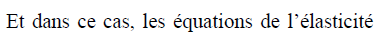 Et dans ce cas, les équations de l’élasticité